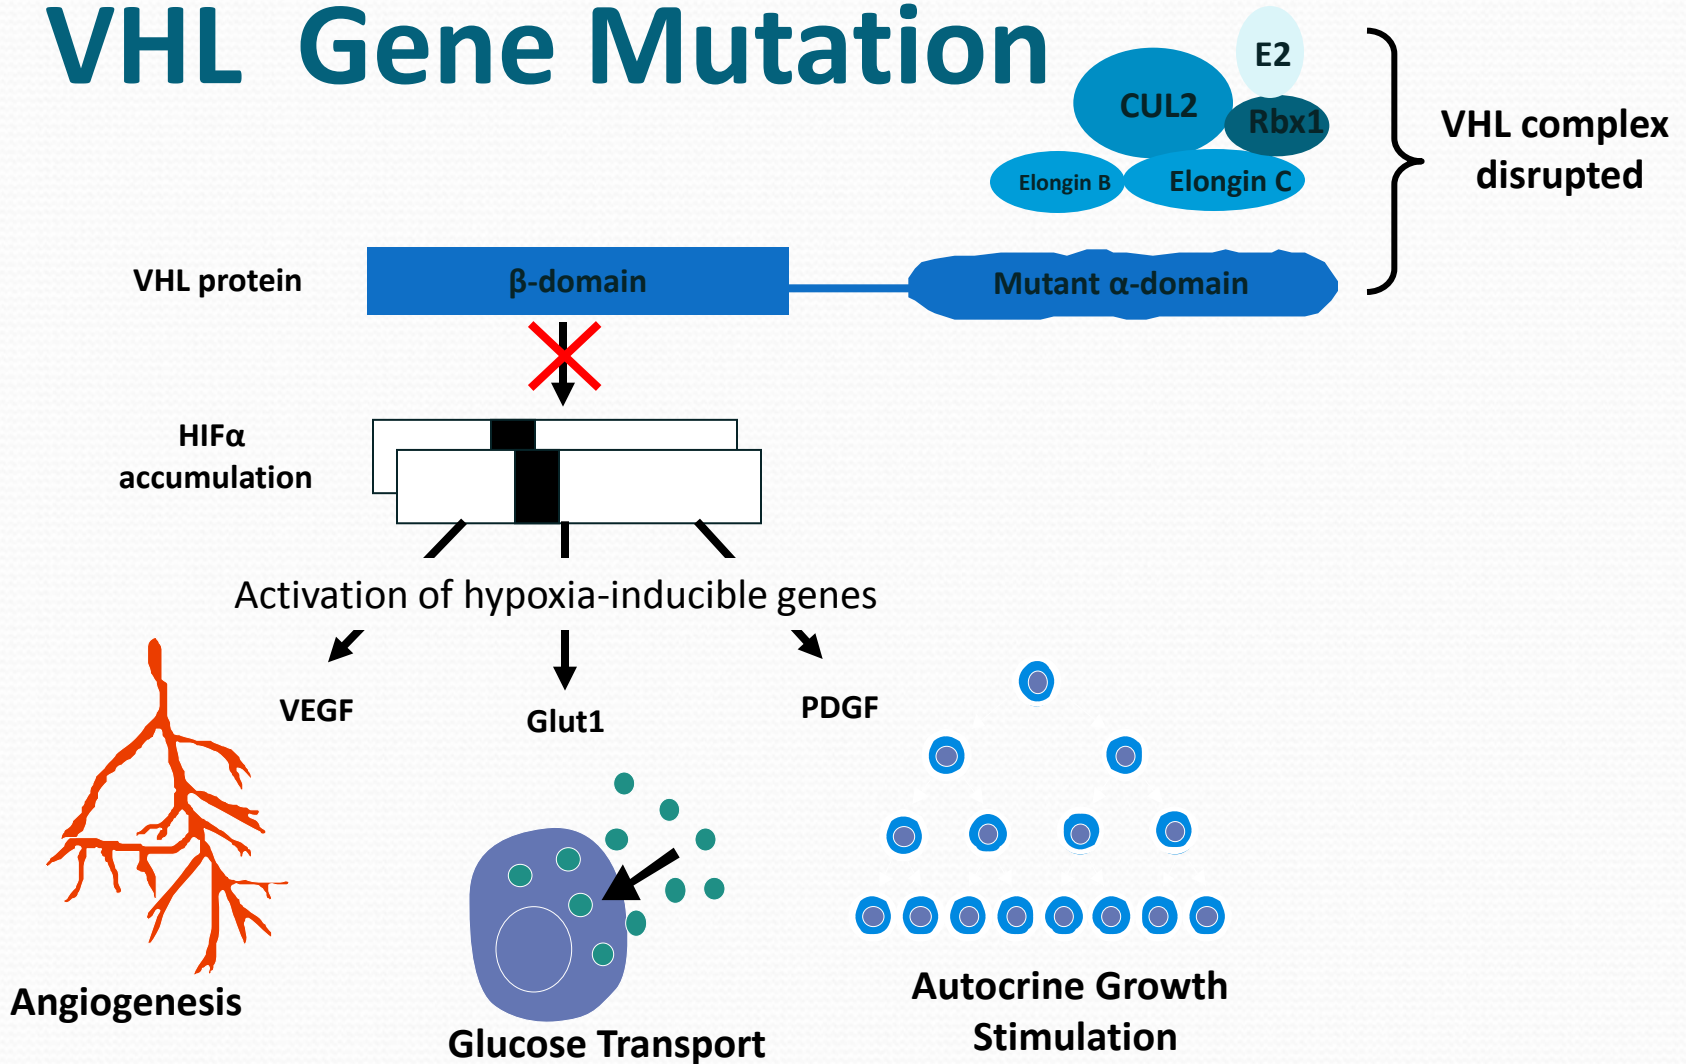 VHL  Gene Mutation
E2
CUL2
Rbx1
Elongin B
Elongin C
VHL complex
disrupted
VHL protein
β-domain
Mutant α-domain
HIFα
accumulation
Activation of hypoxia-inducible genes
VEGF
Glut1
PDGF
Angiogenesis
Glucose Transport
Autocrine Growth
Stimulation